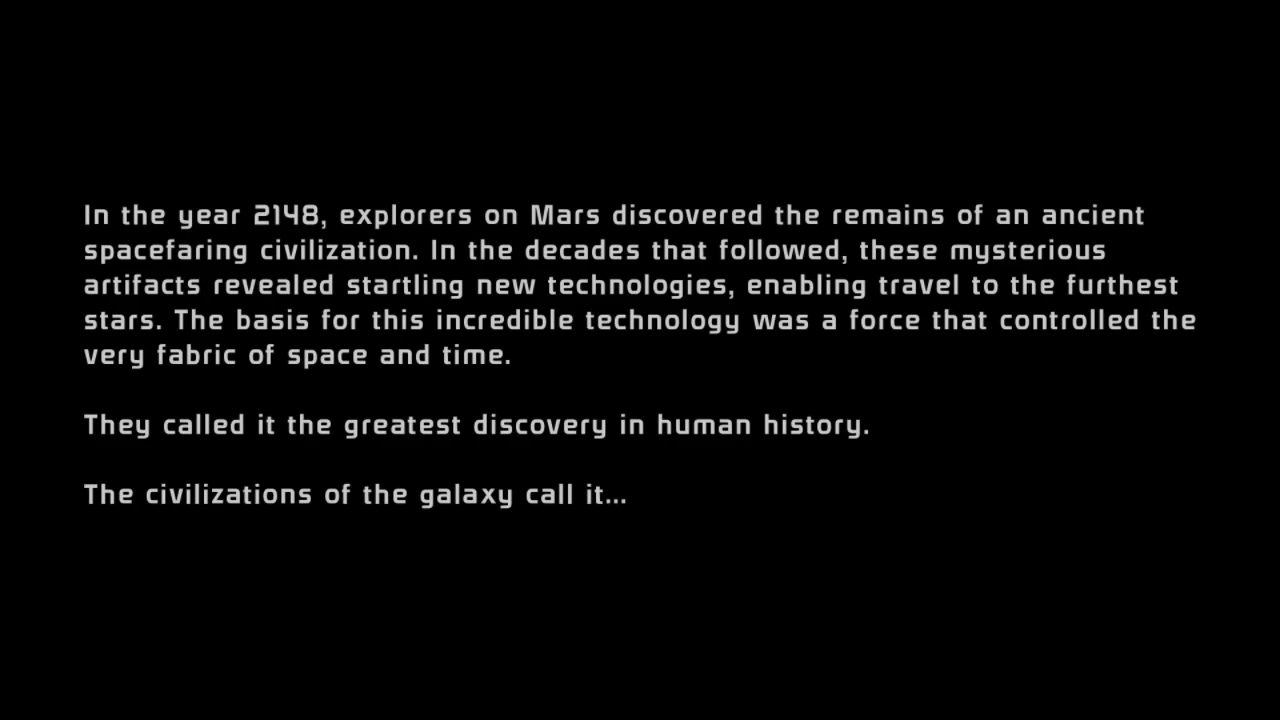 In the year 2148, explorers on Mars discovered the remains of an ancient
spacefaring civilization. In the decades that followed, these mysterious
artifacts revealed startling new technologies, enabling travel to the furthest
stars. The basis for this incredible technology was a force that controlled the
very fabric of space and time.
They called it the greatest discovery in human history.
The civilizations of the galaxy call it...